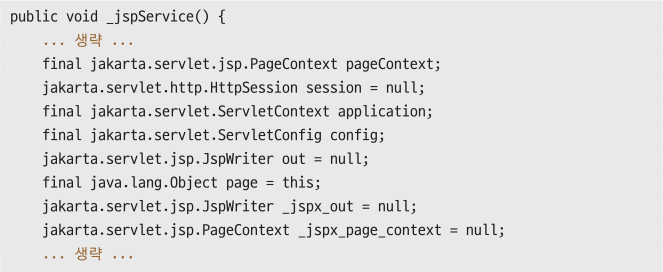 public void _jspService() {
... 생략 ...
final jakarta.servlet.jsp.PageContext pageContext;
jakarta.servlet.http.HttpSession session = null;
final jakarta.servlet.ServletContext application;
final jakarta.servlet.ServletConfig config;
jakarta.servlet.jsp.JspWriter out = null;
final java.lang.Object page = this;
jakarta.servlet.jsp.JspWriter _jspx_out = null;
jakarta.servlet.jsp.PageContext _jspx_page_context = null;
... 생략 ...